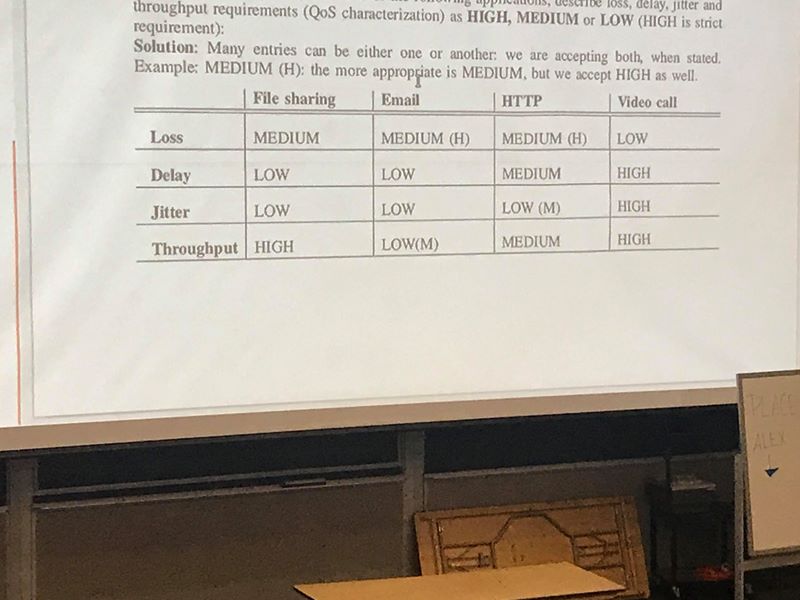 applications, describe loss, delay, jitter and
throughput requirements (QoS characterization) as HIGH, MEDIUM or LOW (HIGH is strict
requirement):
Solution: Many entries can be either one or another: we are accepting both, when stated.
Example: MEDIUM (H): the more appropriate is MEDIUM, but we accept HIGH as well.
File sharing Email HTTP Video call
Loss MEDIUM MEDIUM (H) MEDIUM (H) LOW
Delay LOW LOW MEDIUM HIGH
Jitter LOW LOW LOW (M) HIGH
Throughput HIGH LOW(M) MEDIUM HIGH
PLACE
ALEX